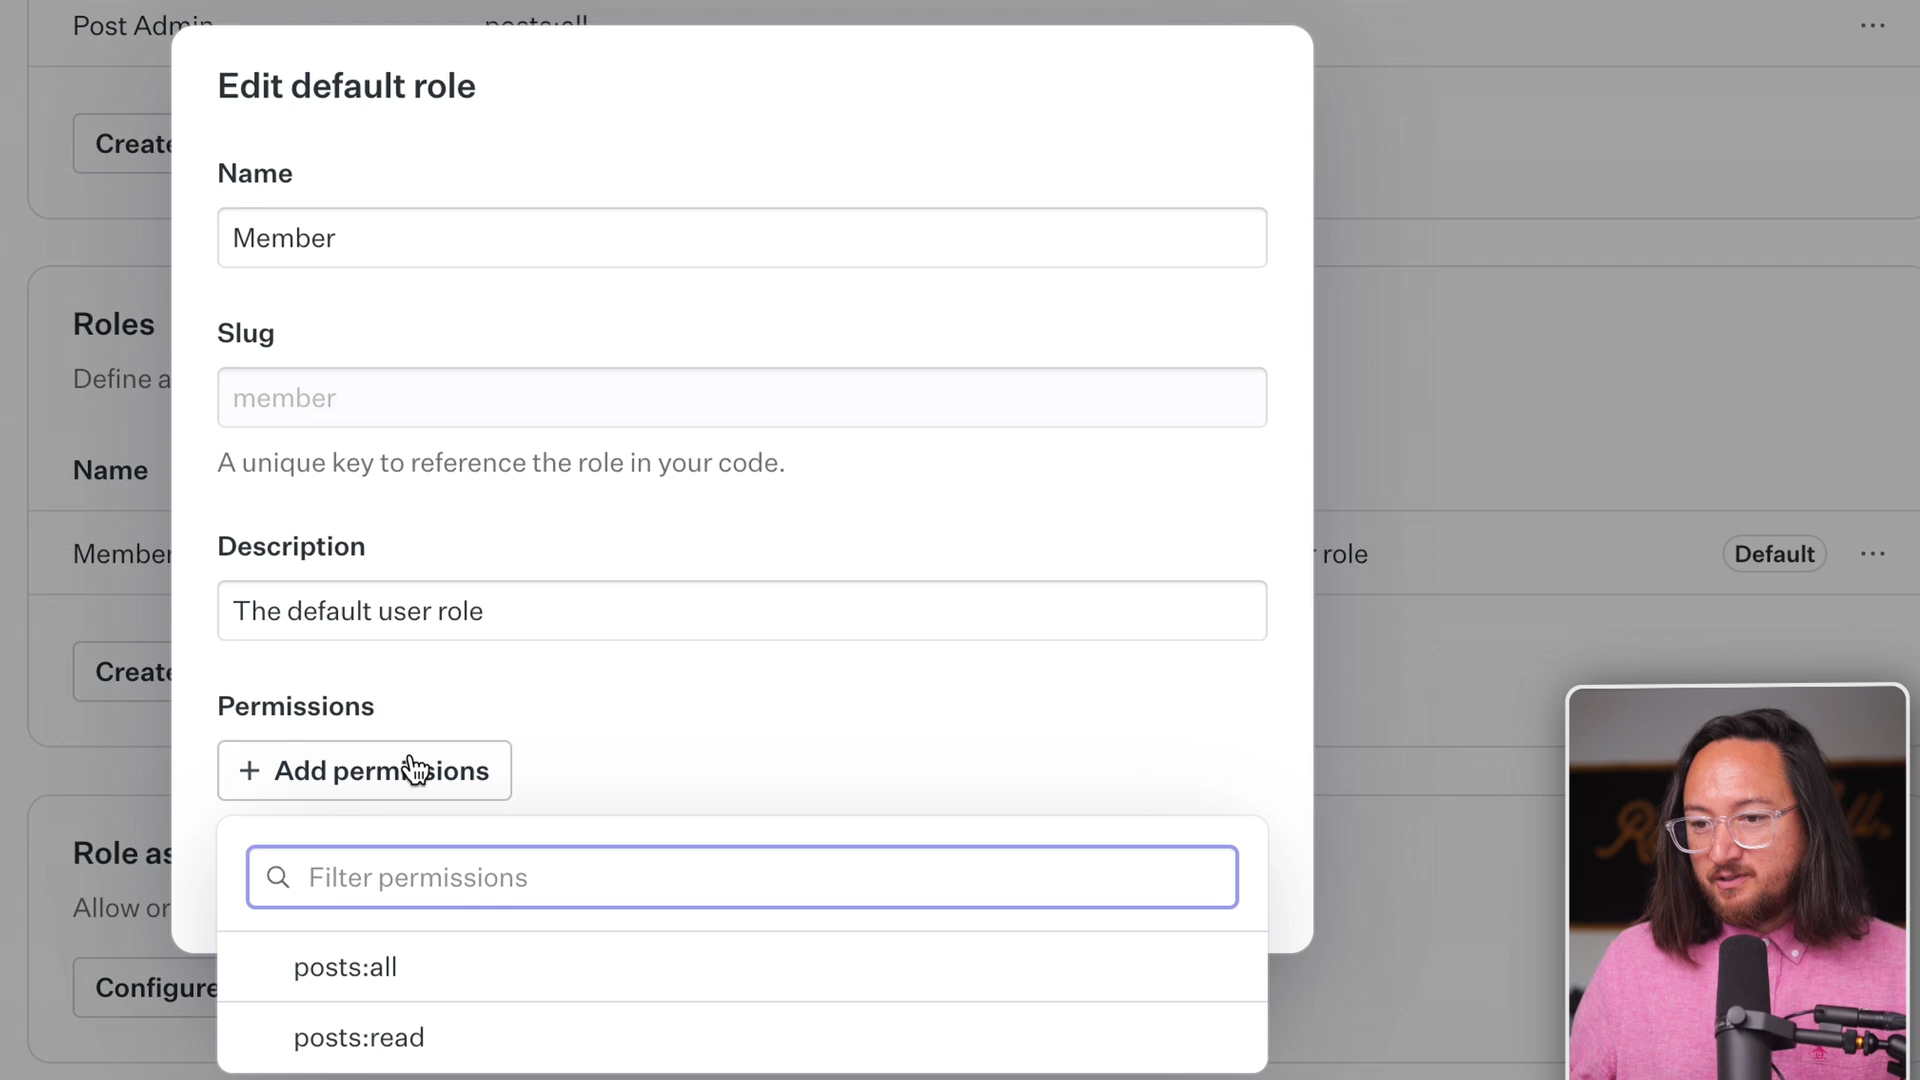 Post Admin
posts:all
Edit default role
Create
Name
Member
Roles
Slug
Define a
member
Name
A unique key to reference the role in your code.
Description
Member
role
Default
The default user role
Create
Permissions
+ Add permissions
Role as
Filter permissions
Allow or
posts:all
Configure
posts:read